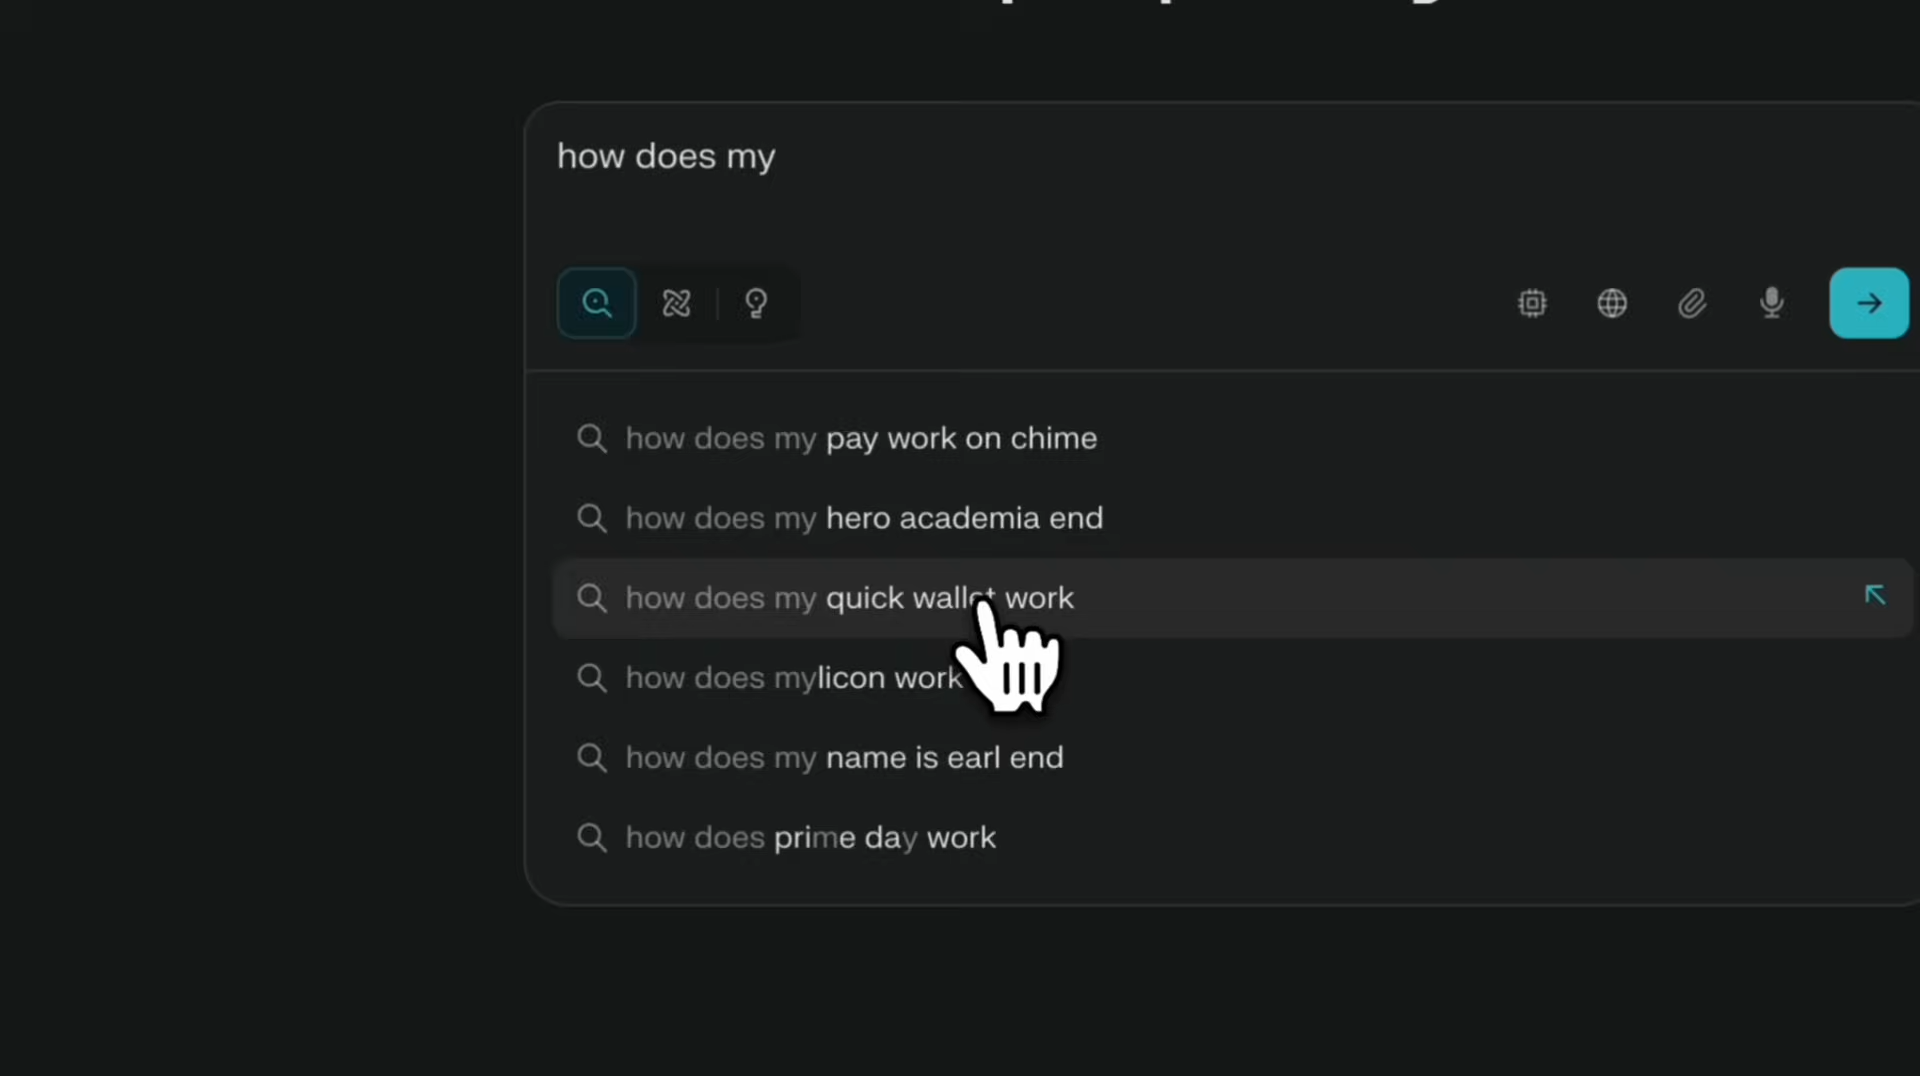 how does my
how does my pay work on chime
how does my hero academia end
how does my quick wallet work
how does mylicon work
how does my name is earl end
how does prime day work